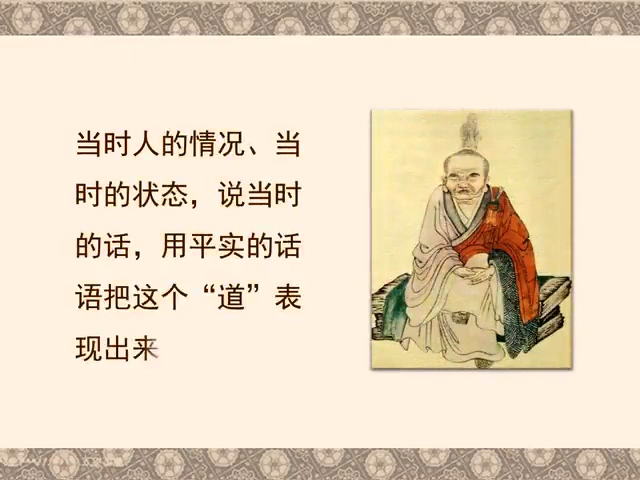 当时人的情况、当
时的状态，说当时
的话，用平实的话
语把这个“道”表
现出来